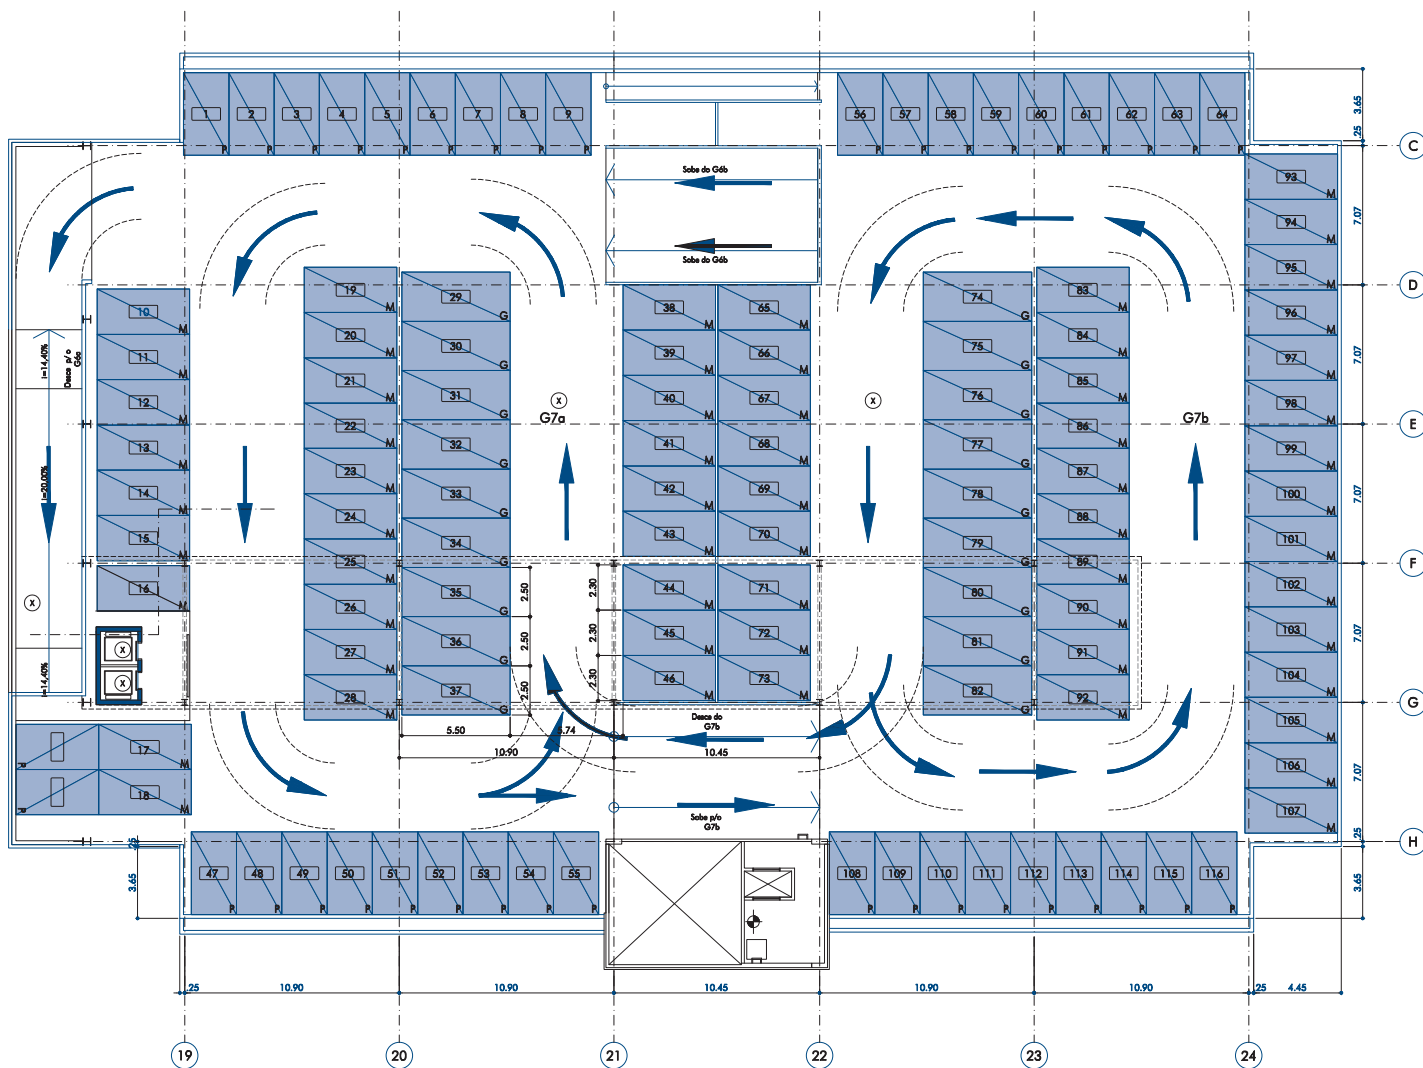 1 2 3 4 5 6 7 8 9
P P P P P P P P P
56 57 58 59 60 61 62 63 64
P P P P P P P P P
3.65
.25
C
Sobe do G6b
Sobe do G6b
93 M
94 M
95 M
96 M
97 M
98 M
99 M
100 M
101 M
102 M
103 M
104 M
105 M
106 M
107 M
7.07
D
7.07
E
7.07
F
7.07
G
7.07
.25
H
3.65
i=14,40%
Desce p/o
G6a
i=20,00%
i=14,40%
10 M
11 M
12 M
13 M
14 M
15 M
16 M
X
X
X
17 M
18 M
19 M
20 M
21 M
22 M
23 M
24 M
25 M
26 M
27 M
28 M
29 G
30 G
31 G
32 G
33 G
34 G
35 G
36 G
37 G
X
G7a
2.50
2.50
2.50
2.30
2.30
2.30
38 M
39 M
40 M
41 M
42 M
43 M
44 M
45 M
46 M
65 M
66 M
67 M
68 M
69 M
70 M
71 M
72 M
73 M
X
74 G
75 G
76 G
77 G
78 G
79 G
80 G
81 G
82 G
83 M
84 M
85 M
86 M
87 M
88 M
89 M
90 M
91 M
92 M
G7b
5.50
5.74
10.90
10.45
Desce do
G7b
Sobe p/o
G7b
.25
3.65
47 48 49 50 51 52 53 54 55
P P P P P P P P P
108 109 110 111 112 113 114 115 116
P P P P P P P P P
.25 10.90 10.90 10.45 10.90 10.90 .25 4.45
19 20 21 22 23 24